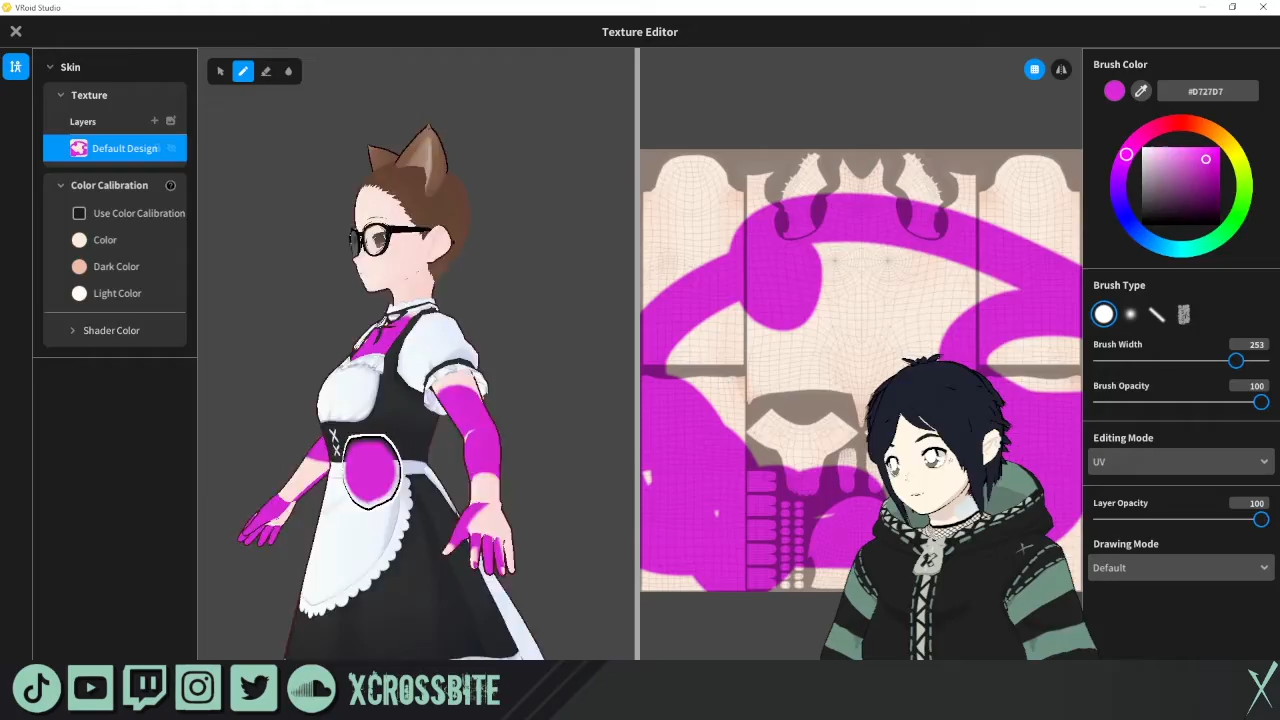 VRoid Studio
Texture Editor
Skin
Texture
Layers
Default Design
Color Calibration
Use Color Calibration
Color
Dark Color
Light Color
Shader Color
Brush Color
#D727D7
Brush Type
Brush Width
253
Brush Opacity
100
Editing Mode
UV
Layer Opacity
100
Drawing Mode
Default
XCROSSBITE